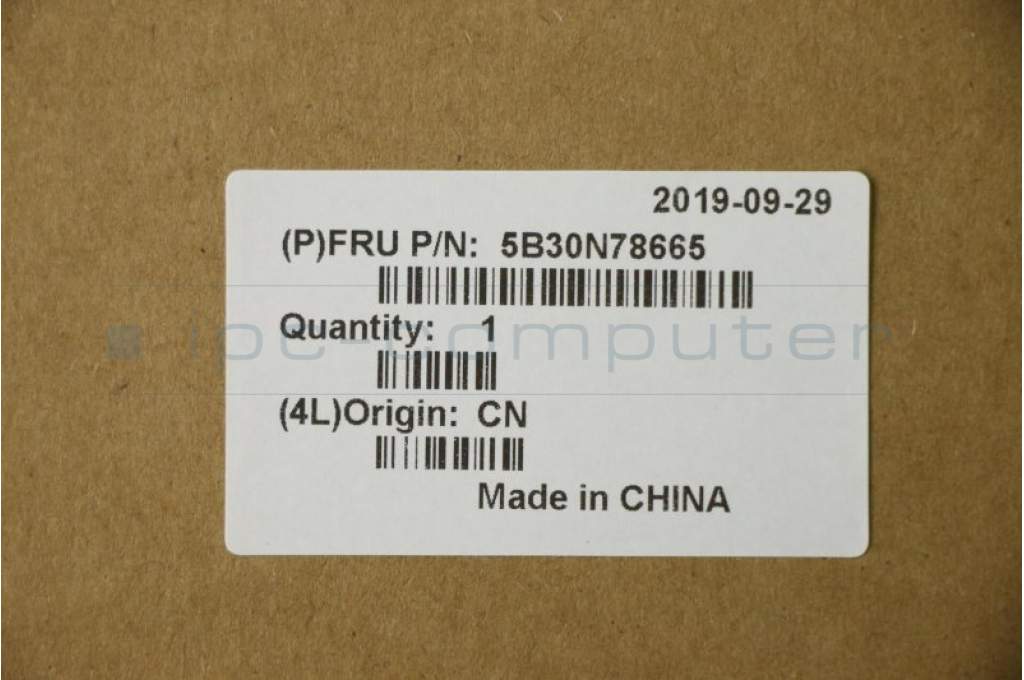 2019-09-29
(P)FRU P/N: 5B30N78665
Quantity: 1
ipc-computer
(4L)Origin: CN
Made in CHINA